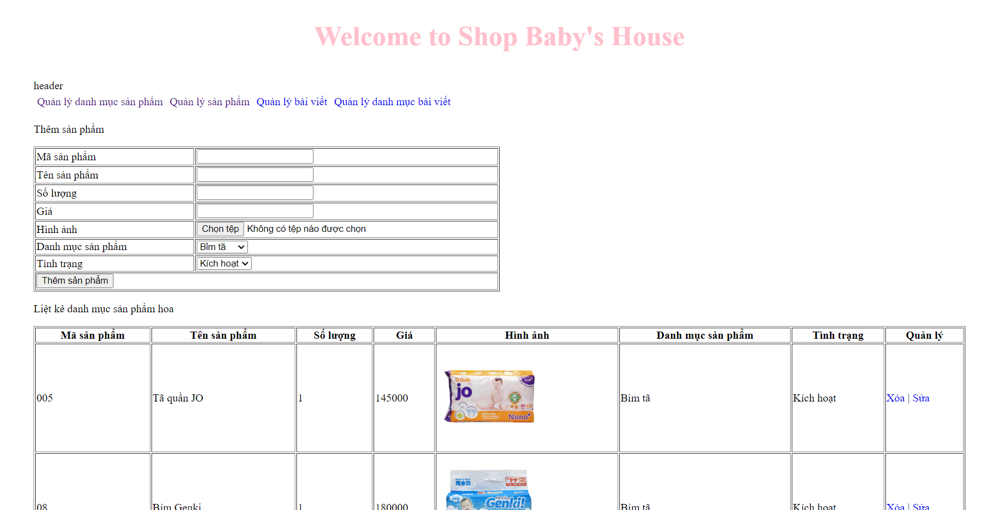 Welcome to Shop Baby's House
header
Quản lý danh mục sản phẩm Quản lý sản phẩm Quản lý bài viết Quản lý danh mục bài viết
Thêm sản phẩm
Mã sản phẩm
Tên sản phẩm
Số lượng
Giá
Hình ảnh Chọn tệp Không có tệp nào được chọn
Danh mục sản phẩm Bỉm tã
Tình trạng Kích hoạt
Thêm sản phẩm
Liệt kê danh mục sản phẩm hoa
Mã sản phẩm Tên sản phẩm Số lượng Giá Hình ảnh Danh mục sản phẩm Tình trạng Quản lý
Tã Quần
jo
M40
Nano+
005 Tã quần JO 1 145000 Bỉm tã Kích hoạt Xóa | Sửa
日本製
44
nepia
Genki!
08 Bỉm Genki 1 180000 Bỉm tã Kích hoạt Xóa | Sửa